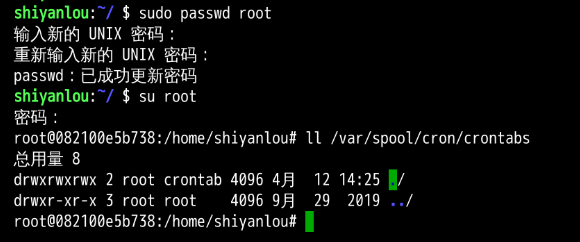 shiyanlou:~/ $ sudo passwd root
输入新的 UNIX 密码：
重新输入新的 UNIX 密码：
passwd：已成功更新密码
shiyanlou:~/ $ su root
密码：
root@082100e5b738:/home/shiyanlou# ll /var/spool/cron/crontabs
总用量 8
drwxrwxrwx 2 root crontab 4096 4月  12 14:25 ./
drwxr-xr-x 3 root root    4096 9月  29  2019 ../
root@082100e5b738:/home/shiyanlou#